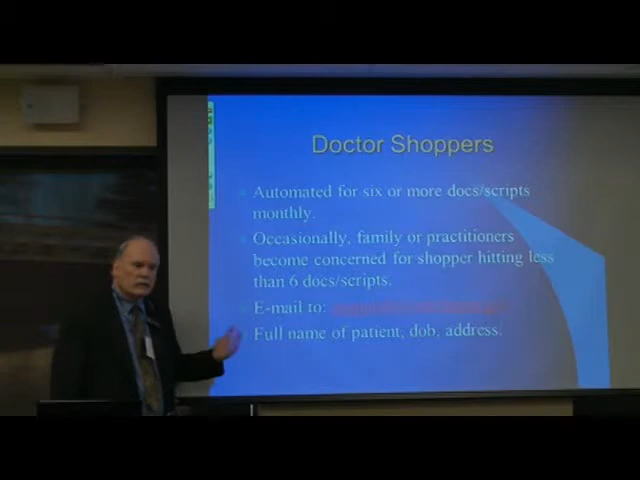 Doctor Shoppers
Automated for six or more docs/scripts
monthly.
Occasionally, family or practitioners
become concerned for shopper hitting less
than 6 docs/scripts.
E-mail to:
Full name of patient, dob, address.